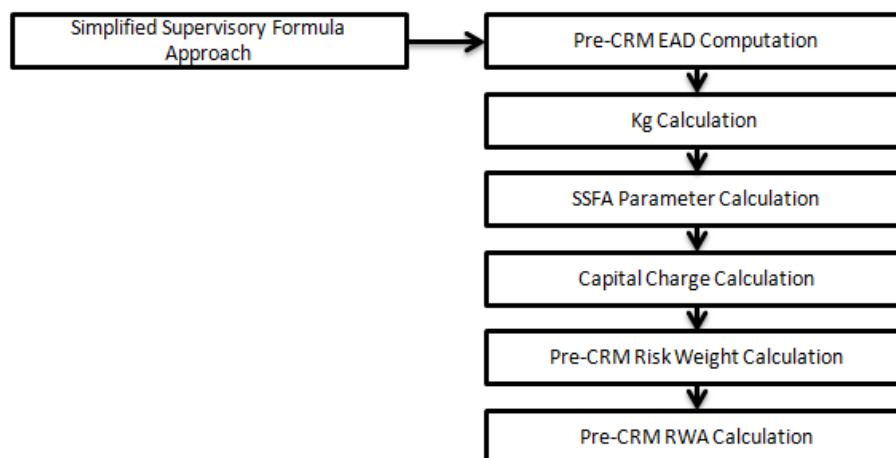 Simplified Supervisory Formula
Approach
Pre-CRM EAD Computation
Kg Calculation
SSFA Parameter Calculation
Capital Charge Calculation
Pre-CRM Risk Weight Calculation
Pre-CRM RWA Calculation